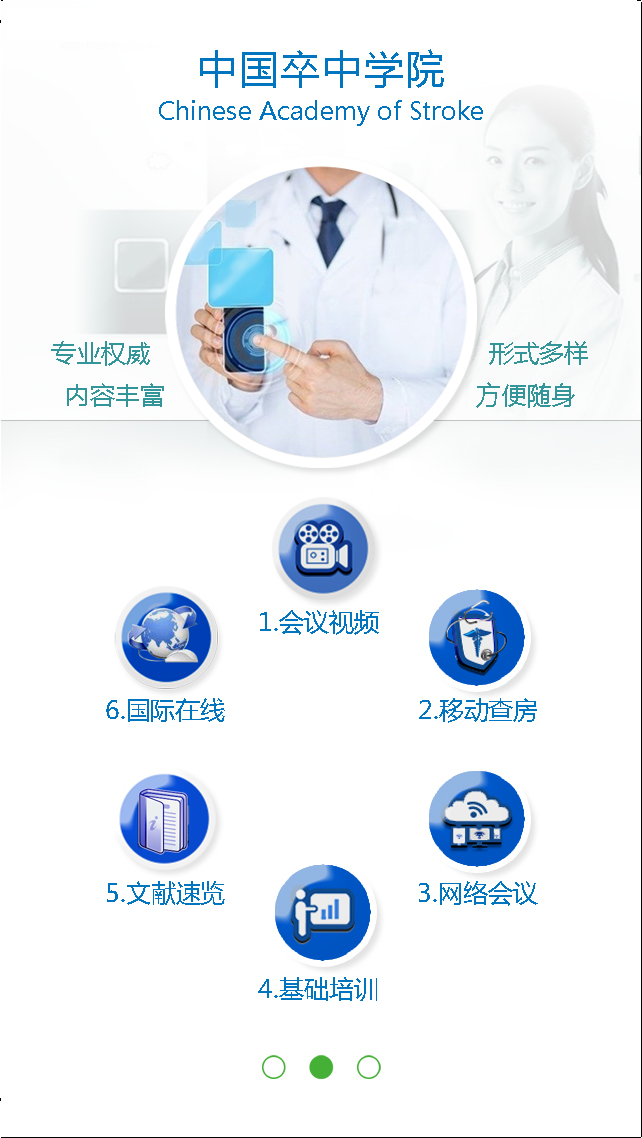 中国卒中学院
Chinese Academy of Stroke
专业权威
形式多样
内容丰富
方便随身
1.会议视频
6.国际在线
2.移动查房
5.文献速览
3.网络会议
4.基础培训